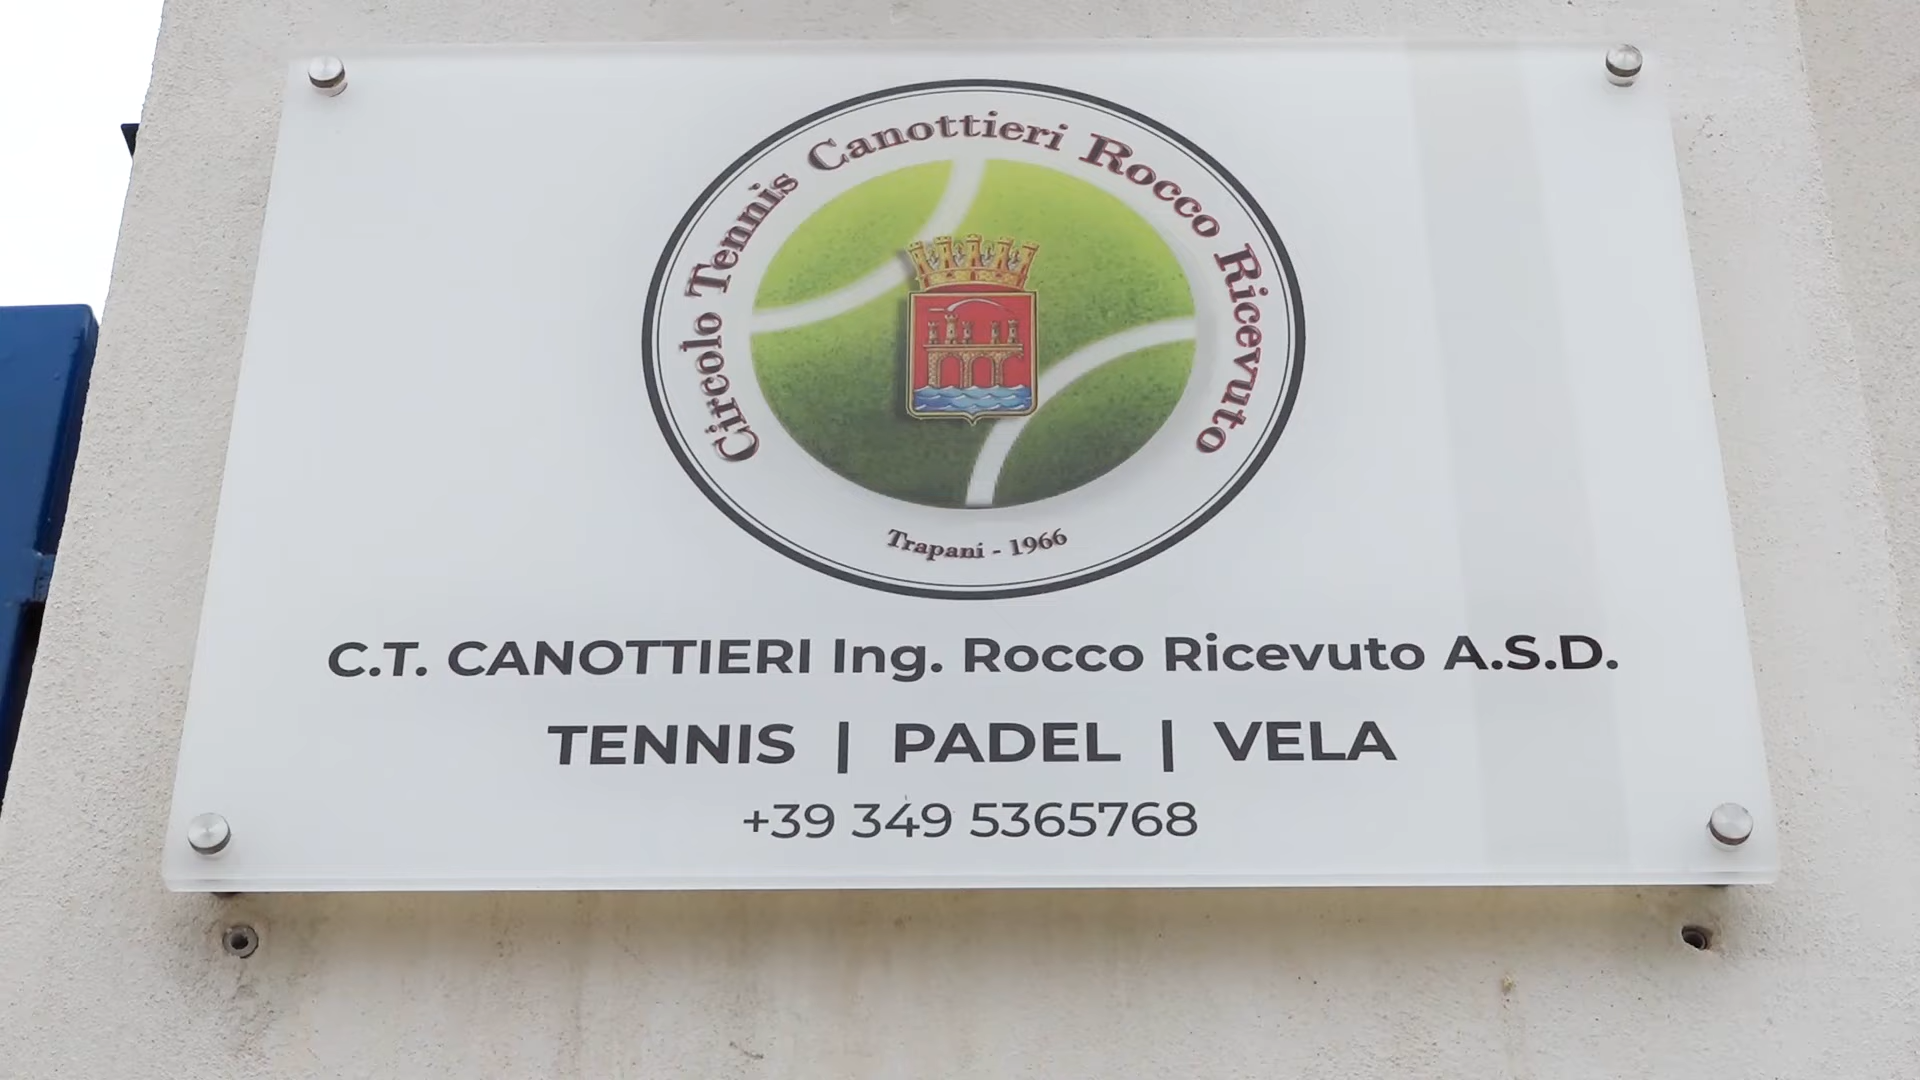 Circolo Tennis Canottieri Rocco Ricevuto
Trapani - 1966
C.T. CANOTTIERI Ing. Rocco Ricevuto A.S.D.
TENNIS | PADEL | VELA
+39 349 5365768